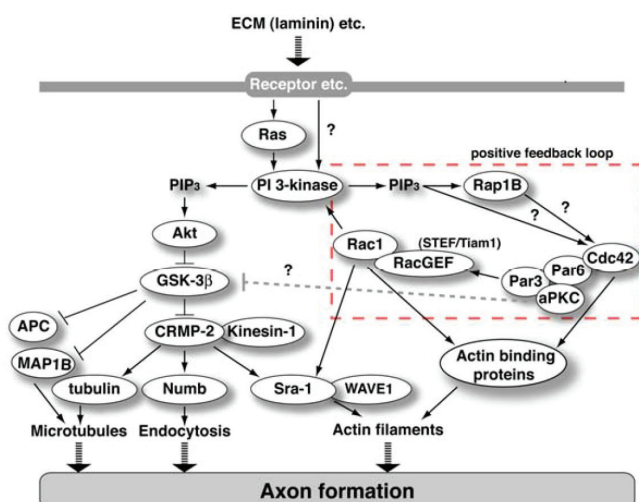 ECM (laminin) etc.
Receptor etc.
Ras
?
positive feedback loop
PIP3
PI 3-kinase
PIP3
Rap1B
?
?
Akt
Rac1
(STEF/Tiam1)
RacGEF
Cdc42
Par6
Par3
aPKC
?
GSK-3β
APC
CRMP-2
Kinesin-1
MAP1B
Actin binding
proteins
tubulin
Numb
Sra-1
WAVE1
Microtubules
Endocytosis
Actin filaments
Axon formation